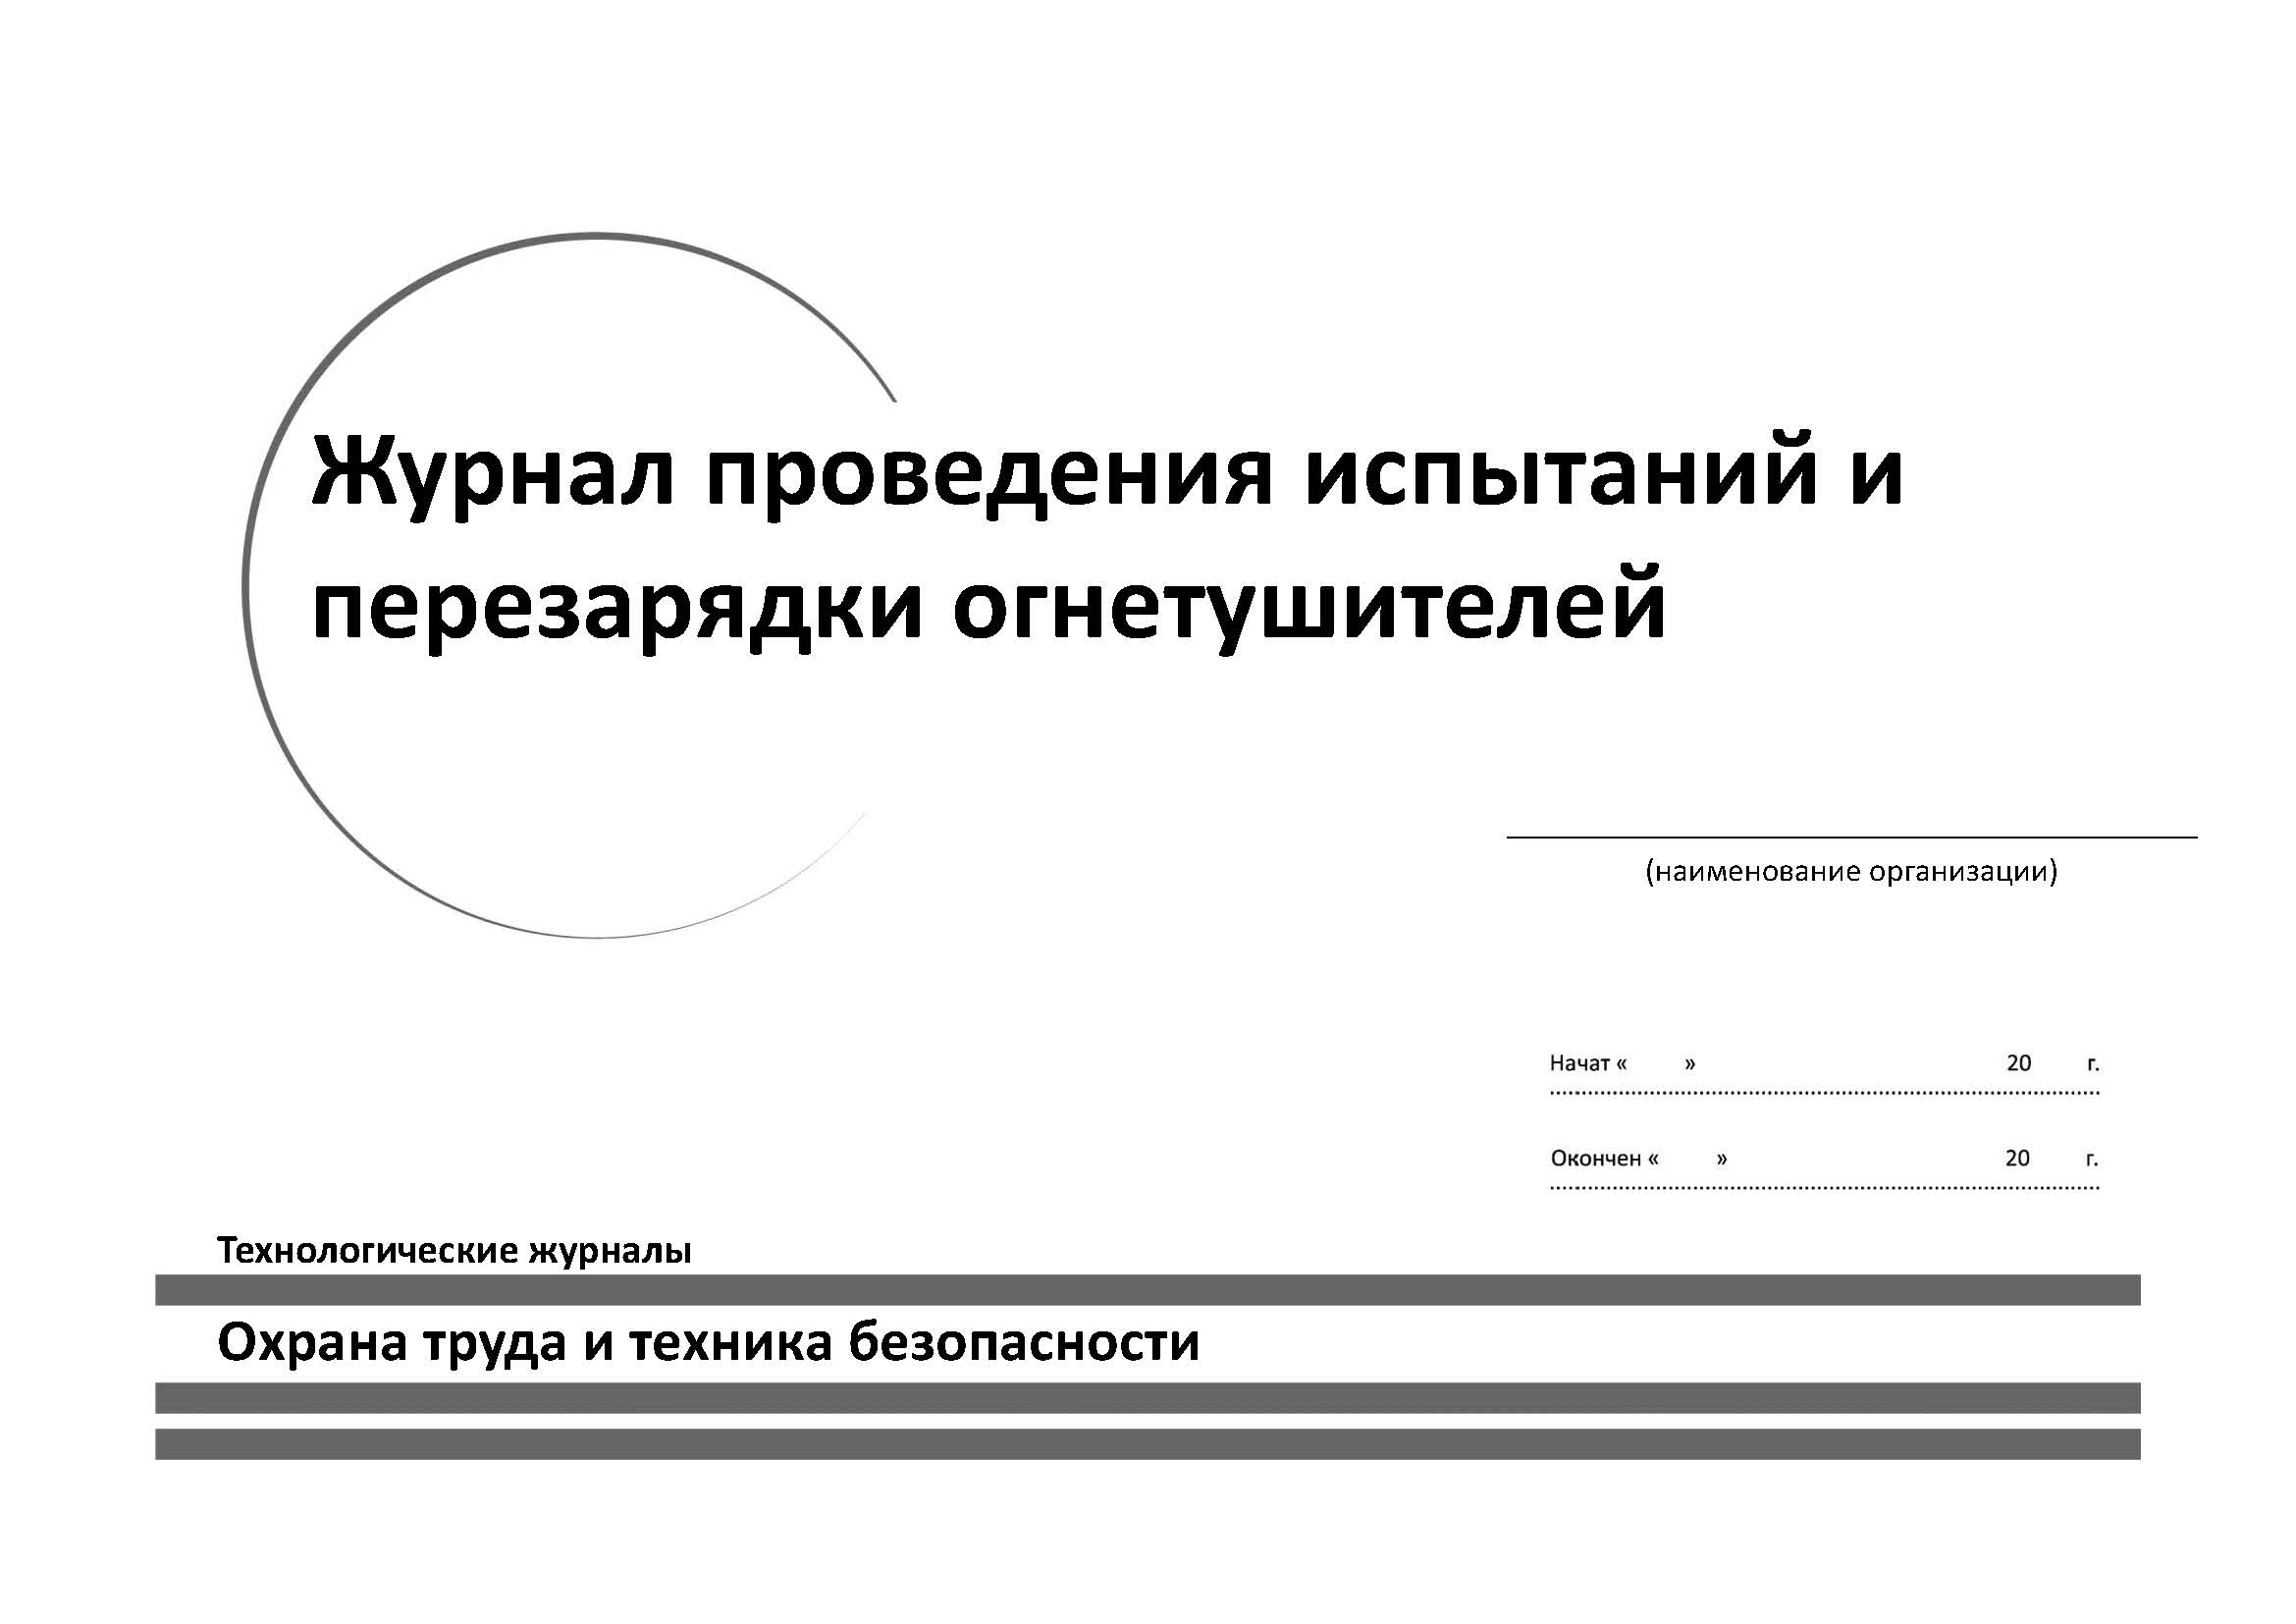 Журнал проведения испытаний и
перезарядки огнетушителей
(наименование организации)
Начат « » 20 г.
Окончен « » 20 г.
Технологические журналы
Охрана труда и техника безопасности